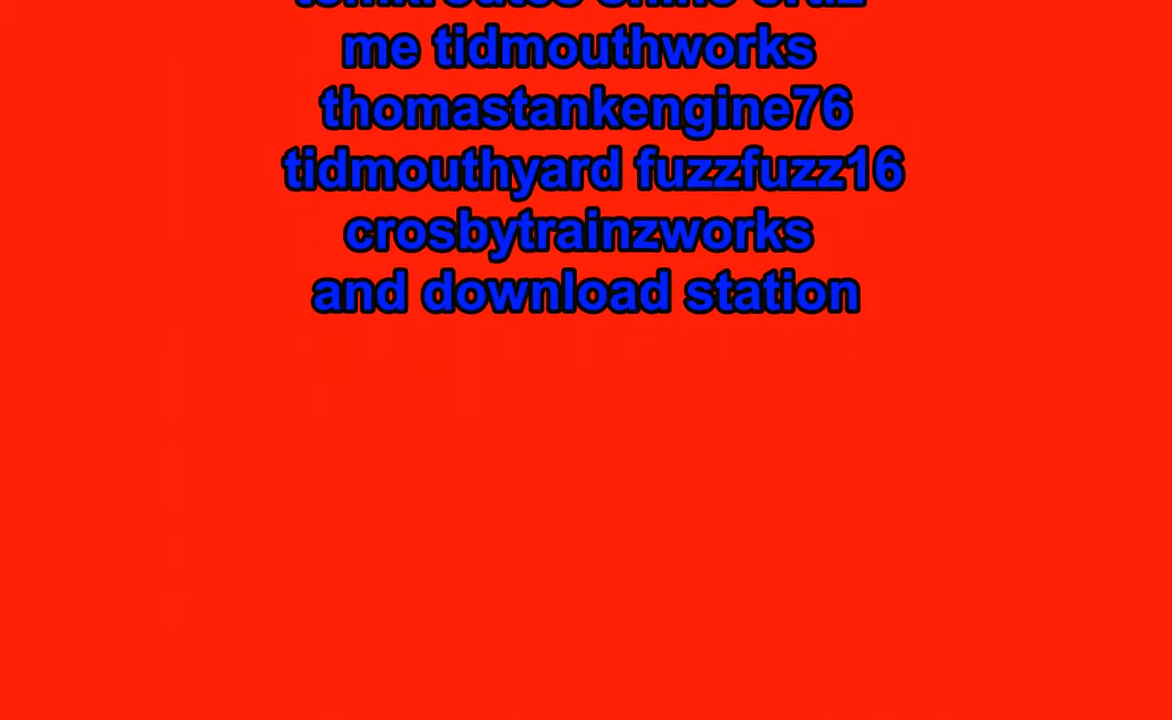 me tidmouthworks
thomastankengine76
tidmouthyard fuzzfuzz16
crosbytrainzworks
and download station